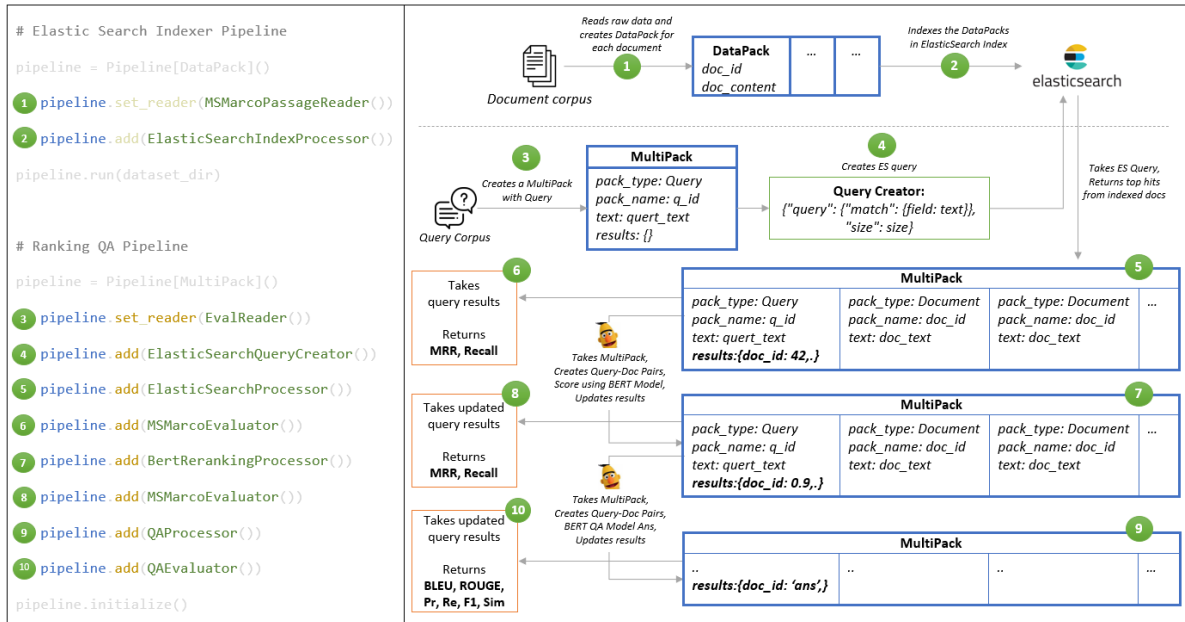 # Elastic Search Indexer Pipeline
pipeline = Pipeline[DataPack]()
1 pipeline.set_reader(MSMarcoPassageReader())
2 pipeline.add(ElasticSearchIndexProcessor())
pipeline.run(dataset_dir)
# Ranking QA Pipeline
pipeline = Pipeline[MultiPack]()
3 pipeline.set_reader(EvalReader())
4 pipeline.add(ElasticSearchQueryCreator())
5 pipeline.add(ElasticSearchProcessor())
6 pipeline.add(MSMarcoEvaluator())
7 pipeline.add(BertRerankingProcessor())
8 pipeline.add(MSMarcoEvaluator())
9 pipeline.add(QAProcessor())
10 pipeline.add(QAEvaluator())
pipeline.initialize()
Document corpus
Reads raw data and
creates DataPack for
each document
1
DataPack
doc_id
doc_content
...
...
Indexes the DataPacks
in ElasticSearch Index
2
elasticsearch
Query Corpus
3
Creates a MultiPack
with Query
MultiPack
pack_type: Query
pack_name: q_id
text: quert_text
results: {}
4
Creates ES query
Query Creator:
{"query": {"match": {field: text}},
"size": size}
Takes ES Query,
Returns top hits
from indexed docs
5
MultiPack
pack_type: Query
pack_name: q_id
text: quert_text
results:{doc_id: 42,.}
pack_type: Document
pack_name: doc_id
text: doc_text
pack_type: Document
pack_name: doc_id
text: doc_text
...
6
Takes
query results
Returns
MRR, Recall
Takes MultiPack,
Creates Query-Doc Pairs,
Score using BERT Model,
Updates results
7
MultiPack
pack_type: Query
pack_name: q_id
text: quert_text
results:{doc_id: 0.9,.}
pack_type: Document
pack_name: doc_id
text: doc_text
pack_type: Document
pack_name: doc_id
text: doc_text
...
8
Takes updated
query results
Returns
MRR, Recall
Takes MultiPack,
Creates Query-Doc Pairs,
BERT QA Model Ans,
Updates results
9
MultiPack
..
results:{doc_id: ‘ans’,}
..
..
...
10
Takes updated
query results
Returns
BLEU, ROUGE,
Pr, Re, F1, Sim